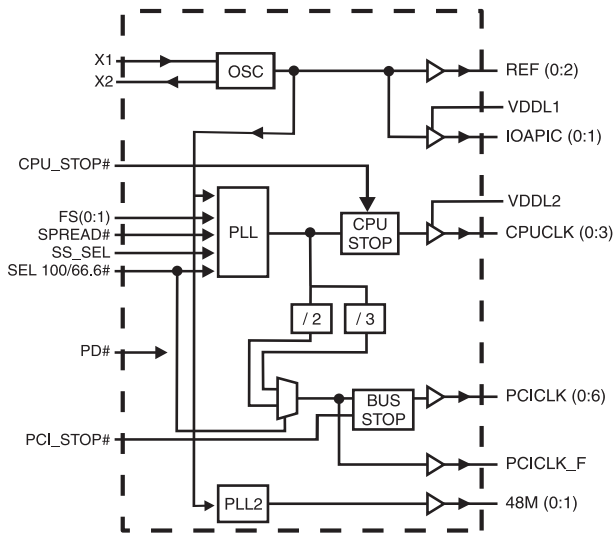 X1
X2
OSC
REF (0:2)
VDDL1
IOAPIC (0:1)
CPU_STOP#
FS(0:1)
SPREAD#
SS_SEL
SEL 100/66.6#
PLL
CPU
STOP
VDDL2
CPUCLK (0:3)
/ 2
/ 3
PD#
PCI_STOP#
BUS
STOP
PCICLK (0:6)
PCICLK_F
PLL2
48M (0:1)